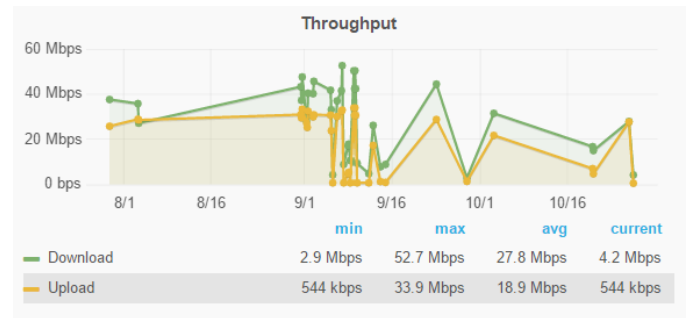 Throughput
60 Mbps
40 Mbps
20 Mbps
0 bps
8/1 8/16 9/1 9/16 10/1 10/16
min max avg current
Download 2.9 Mbps 52.7 Mbps 27.8 Mbps 4.2 Mbps
Upload 544 kbps 33.9 Mbps 18.9 Mbps 544 kbps